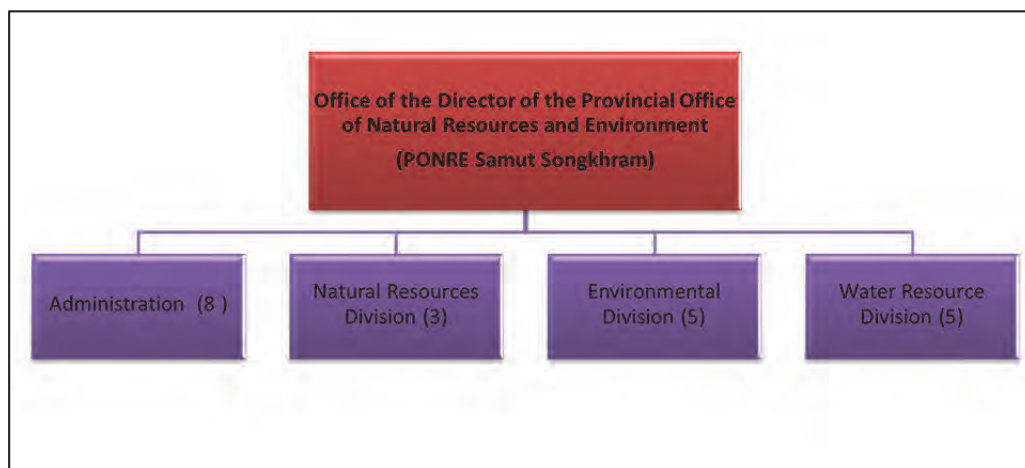 Office of the Director of the Provincial Office
of Natural Resources and Environment
(PONRE Samut Songkhram)
Administration (8 )
Natural Resources
Division (3)
Environmental
Division (5)
Water Resource
Division (5)